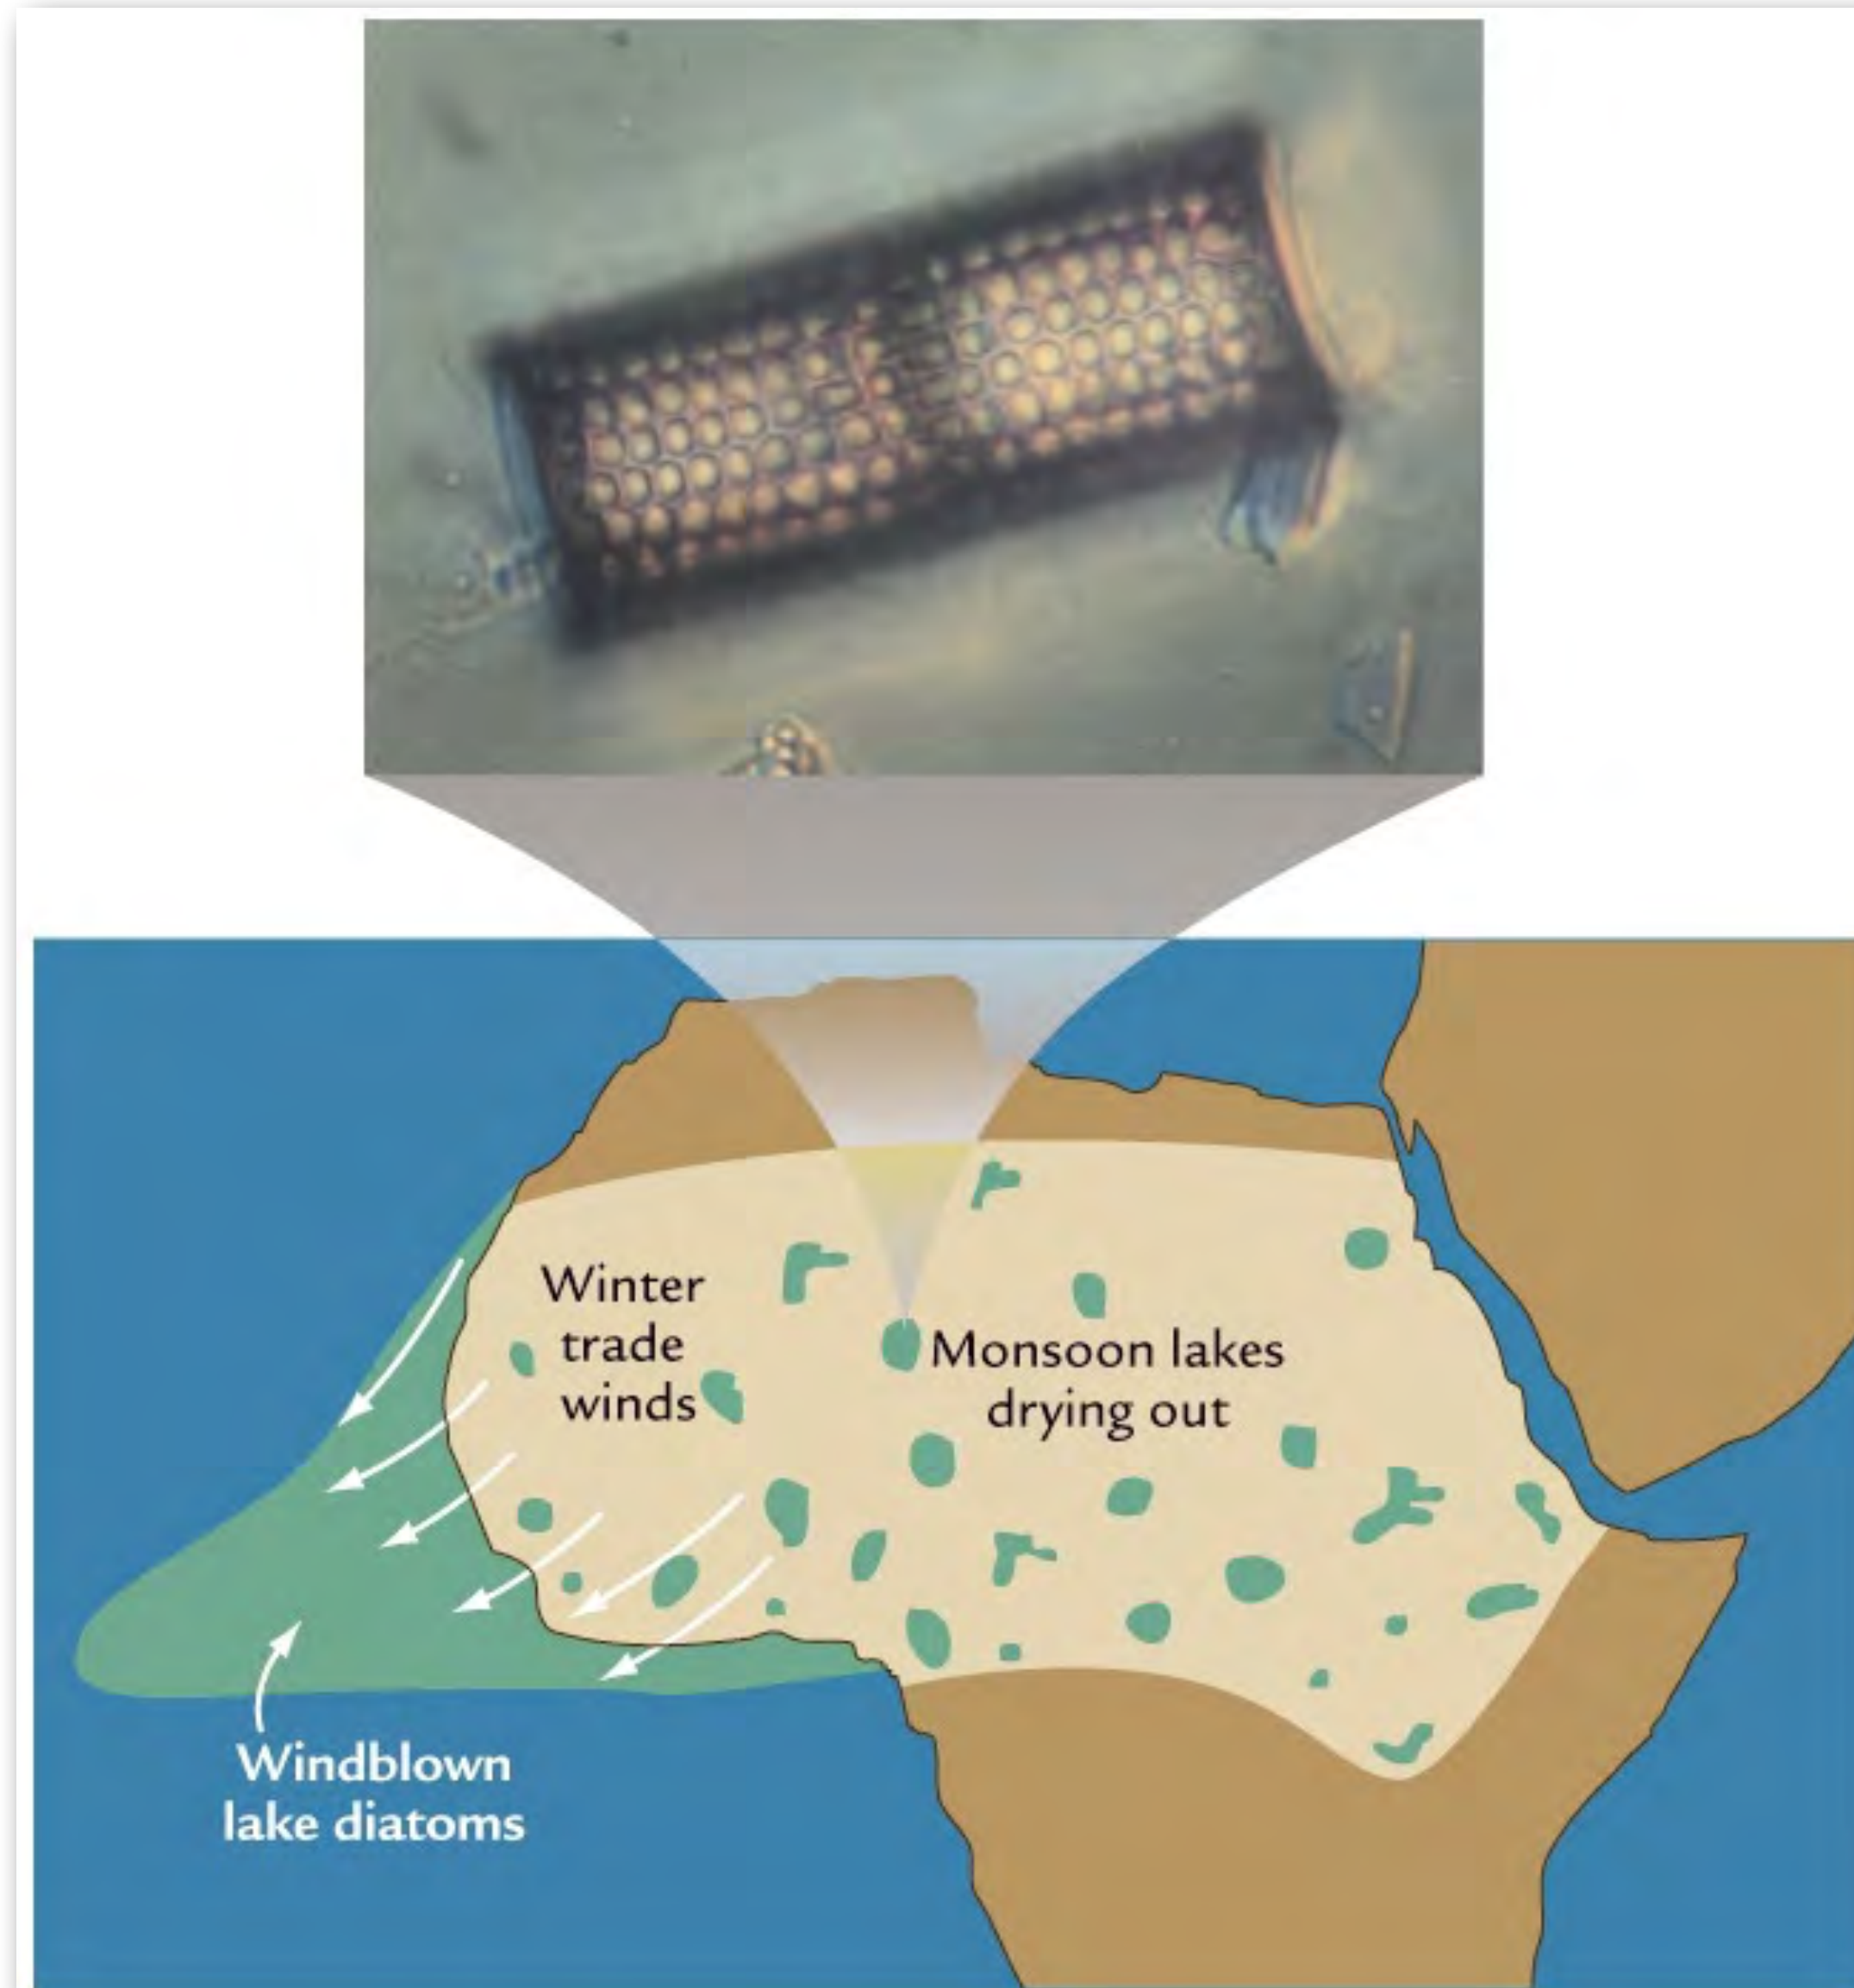 Winter
trade
winds
Monsoon lakes
drying out
Windblown
lake diatoms